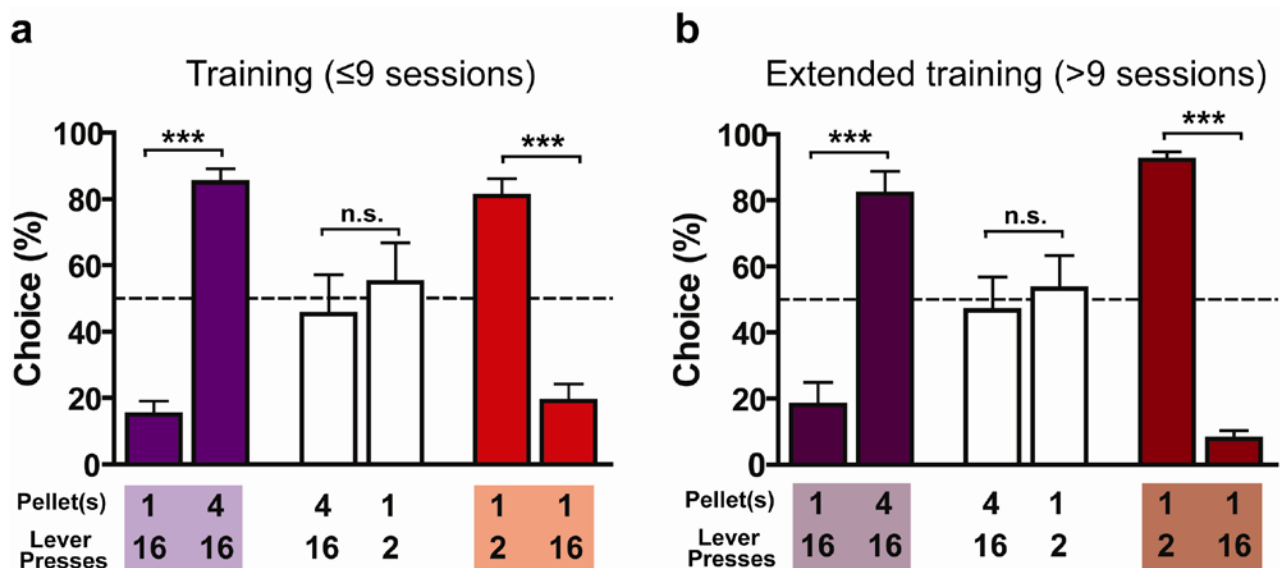 a
Training (≤9 sessions)
Choice (%)
100
80
60
40
20
0
***
n.s.
***
Pellet(s) 1 4 4 1 1 1
Lever Presses 16 16 16 2 2 16
b
Extended training (>9 sessions)
Choice (%)
100
80
60
40
20
0
***
n.s.
***
Pellet(s) 1 4 4 1 1 1
Lever Presses 16 16 16 2 2 16